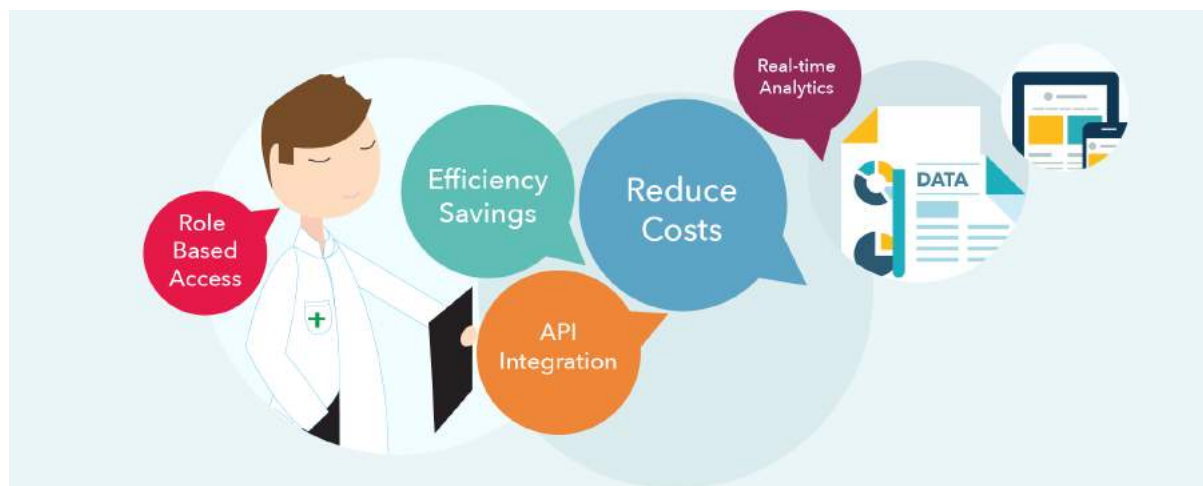 Real-time
Analytics
Efficiency
Savings
Reduce
Costs
DATA
Role
Based
Access
API
Integration